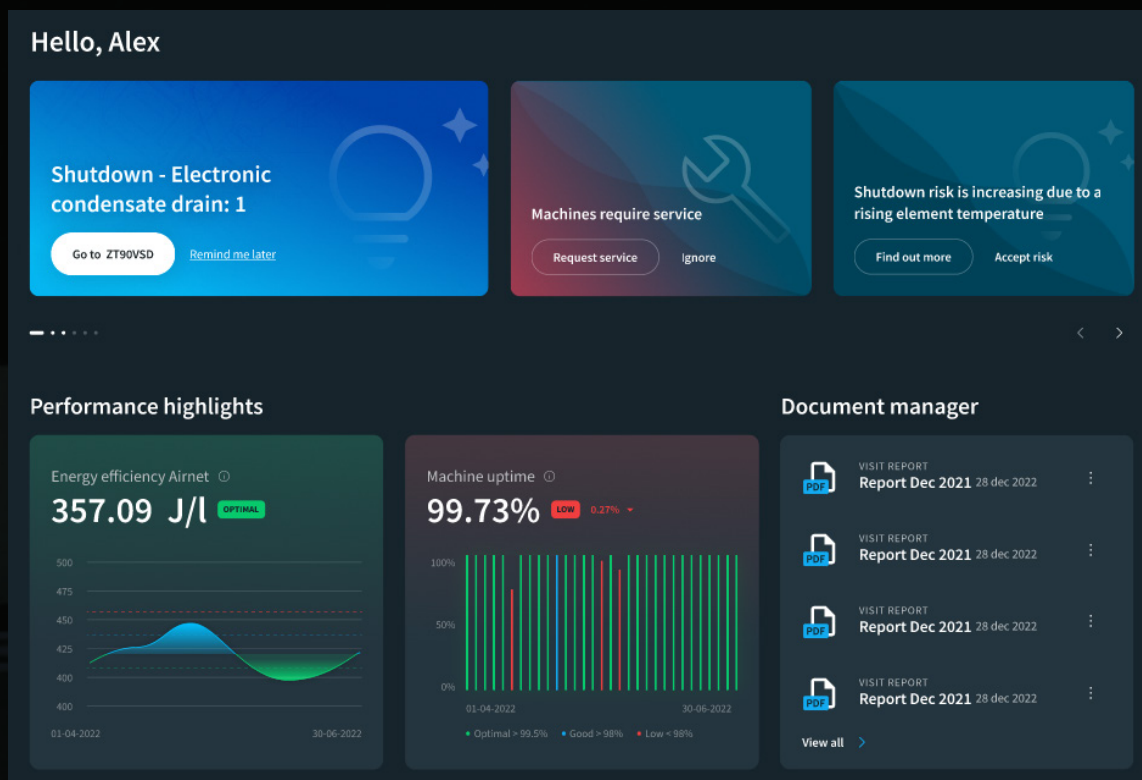 Hello, Alex
Shutdown - Electronic
condensate drain: 1
Go to ZT90VSD
Remind me later
Machines require service
Request service
Ignore
Shutdown risk is increasing due to a
rising element temperature
Find out more
Accept risk
Performance highlights
Energy efficiency Airnet
357.09 J/l OPTIMAL
500
475
450
425
400
400
01-04-2022
30-06-2022
Machine uptime
99.73% LOW 0.27%
100%
50%
0%
01-04-2022
30-06-2022
Optimal > 99.5%
Good > 98%
Low < 98%
Document manager
PDF
VISIT REPORT
Report Dec 2021 28 dec 2022
PDF
VISIT REPORT
Report Dec 2021 28 dec 2022
PDF
VISIT REPORT
Report Dec 2021 28 dec 2022
PDF
VISIT REPORT
Report Dec 2021 28 dec 2022
View all